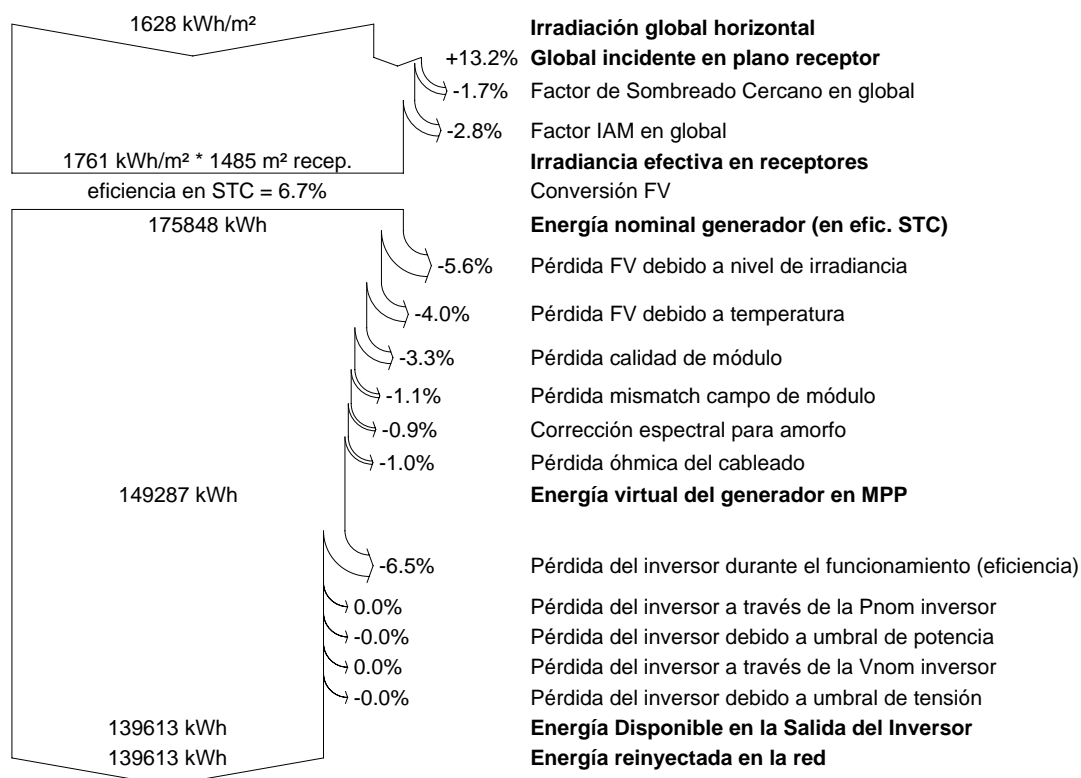 1628 kWh/m² Irradiación global horizontal
+13.2% Global incidente en plano receptor
-1.7% Factor de Sombreado Cercano en global
-2.8% Factor IAM en global
1761 kWh/m² * 1485 m² recep. Irradiancia efectiva en receptores
eficiencia en STC = 6.7% Conversión FV
175848 kWh Energía nominal generador (en efic. STC)
-5.6% Pérdida FV debido a nivel de irradiancia
-4.0% Pérdida FV debido a temperatura
-3.3% Pérdida calidad de módulo
-1.1% Pérdida mismatch campo de módulo
-0.9% Corrección espectral para amorfo
-1.0% Pérdida óhmica del cableado
149287 kWh Energía virtual del generador en MPP
-6.5% Pérdida del inversor durante el funcionamiento (eficiencia)
0.0% Pérdida del inversor a través de la Pnom inversor
-0.0% Pérdida del inversor debido a umbral de potencia
0.0% Pérdida del inversor a través de la Vnom inversor
-0.0% Pérdida del inversor debido a umbral de tensión
139613 kWh Energía Disponible en la Salida del Inversor
139613 kWh Energía reinyectada en la red